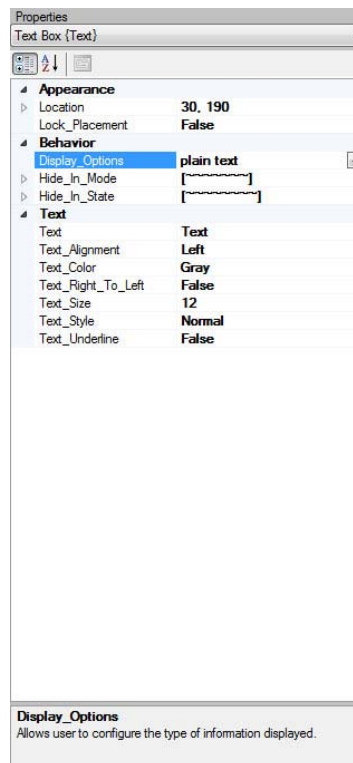 Properties
Text Box {Text}
Appearance
Location 30, 190
Lock_Placement False
Behavior
Display_Options plain text
Hide_In_Mode [~~~~~~~~]
Hide_In_State [~~~~~~~~~]
Text
Text Text
Text_Alignment Left
Text_Color Gray
Text_Right_To_Left False
Text_Size 12
Text_Style Normal
Text_Underline False
Display_Options
Allows user to configure the type of information displayed.